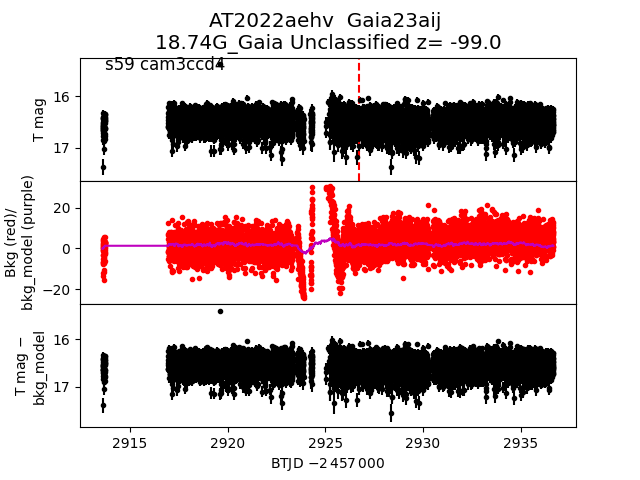 AT2022aehv  Gaia23aij
18.74G_Gaia Unclassified z= -99.0
s59 cam3ccd4
16
17
T mag
20
0
−20
Bkg (red)/
bkg_model (purple)
16
17
T mag −
bkg_model
2915
2920
2925
2930
2935
BTJD −2 457 000